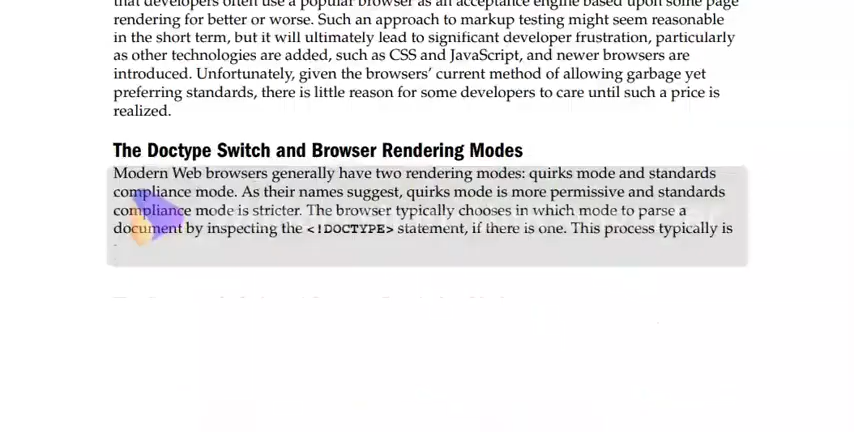 that developers often use a popular browser as an acceptance engine based upon some page
rendering for better or worse. Such an approach to markup testing might seem reasonable
in the short term, but it will ultimately lead to significant developer frustration, particularly
as other technologies are added, such as CSS and JavaScript, and newer browsers are
introduced. Unfortunately, given the browsers’ current method of allowing garbage yet
preferring standards, there is little reason for some developers to care until such a price is
realized.
The Doctype Switch and Browser Rendering Modes
Modern Web browsers generally have two rendering modes: quirks mode and standards
compliance mode. As their names suggest, quirks mode is more permissive and standards
compliance mode is stricter. The browser typically chooses in which mode to parse a
document by inspecting the <!DOCTYPE> statement, if there is one. This process typically is